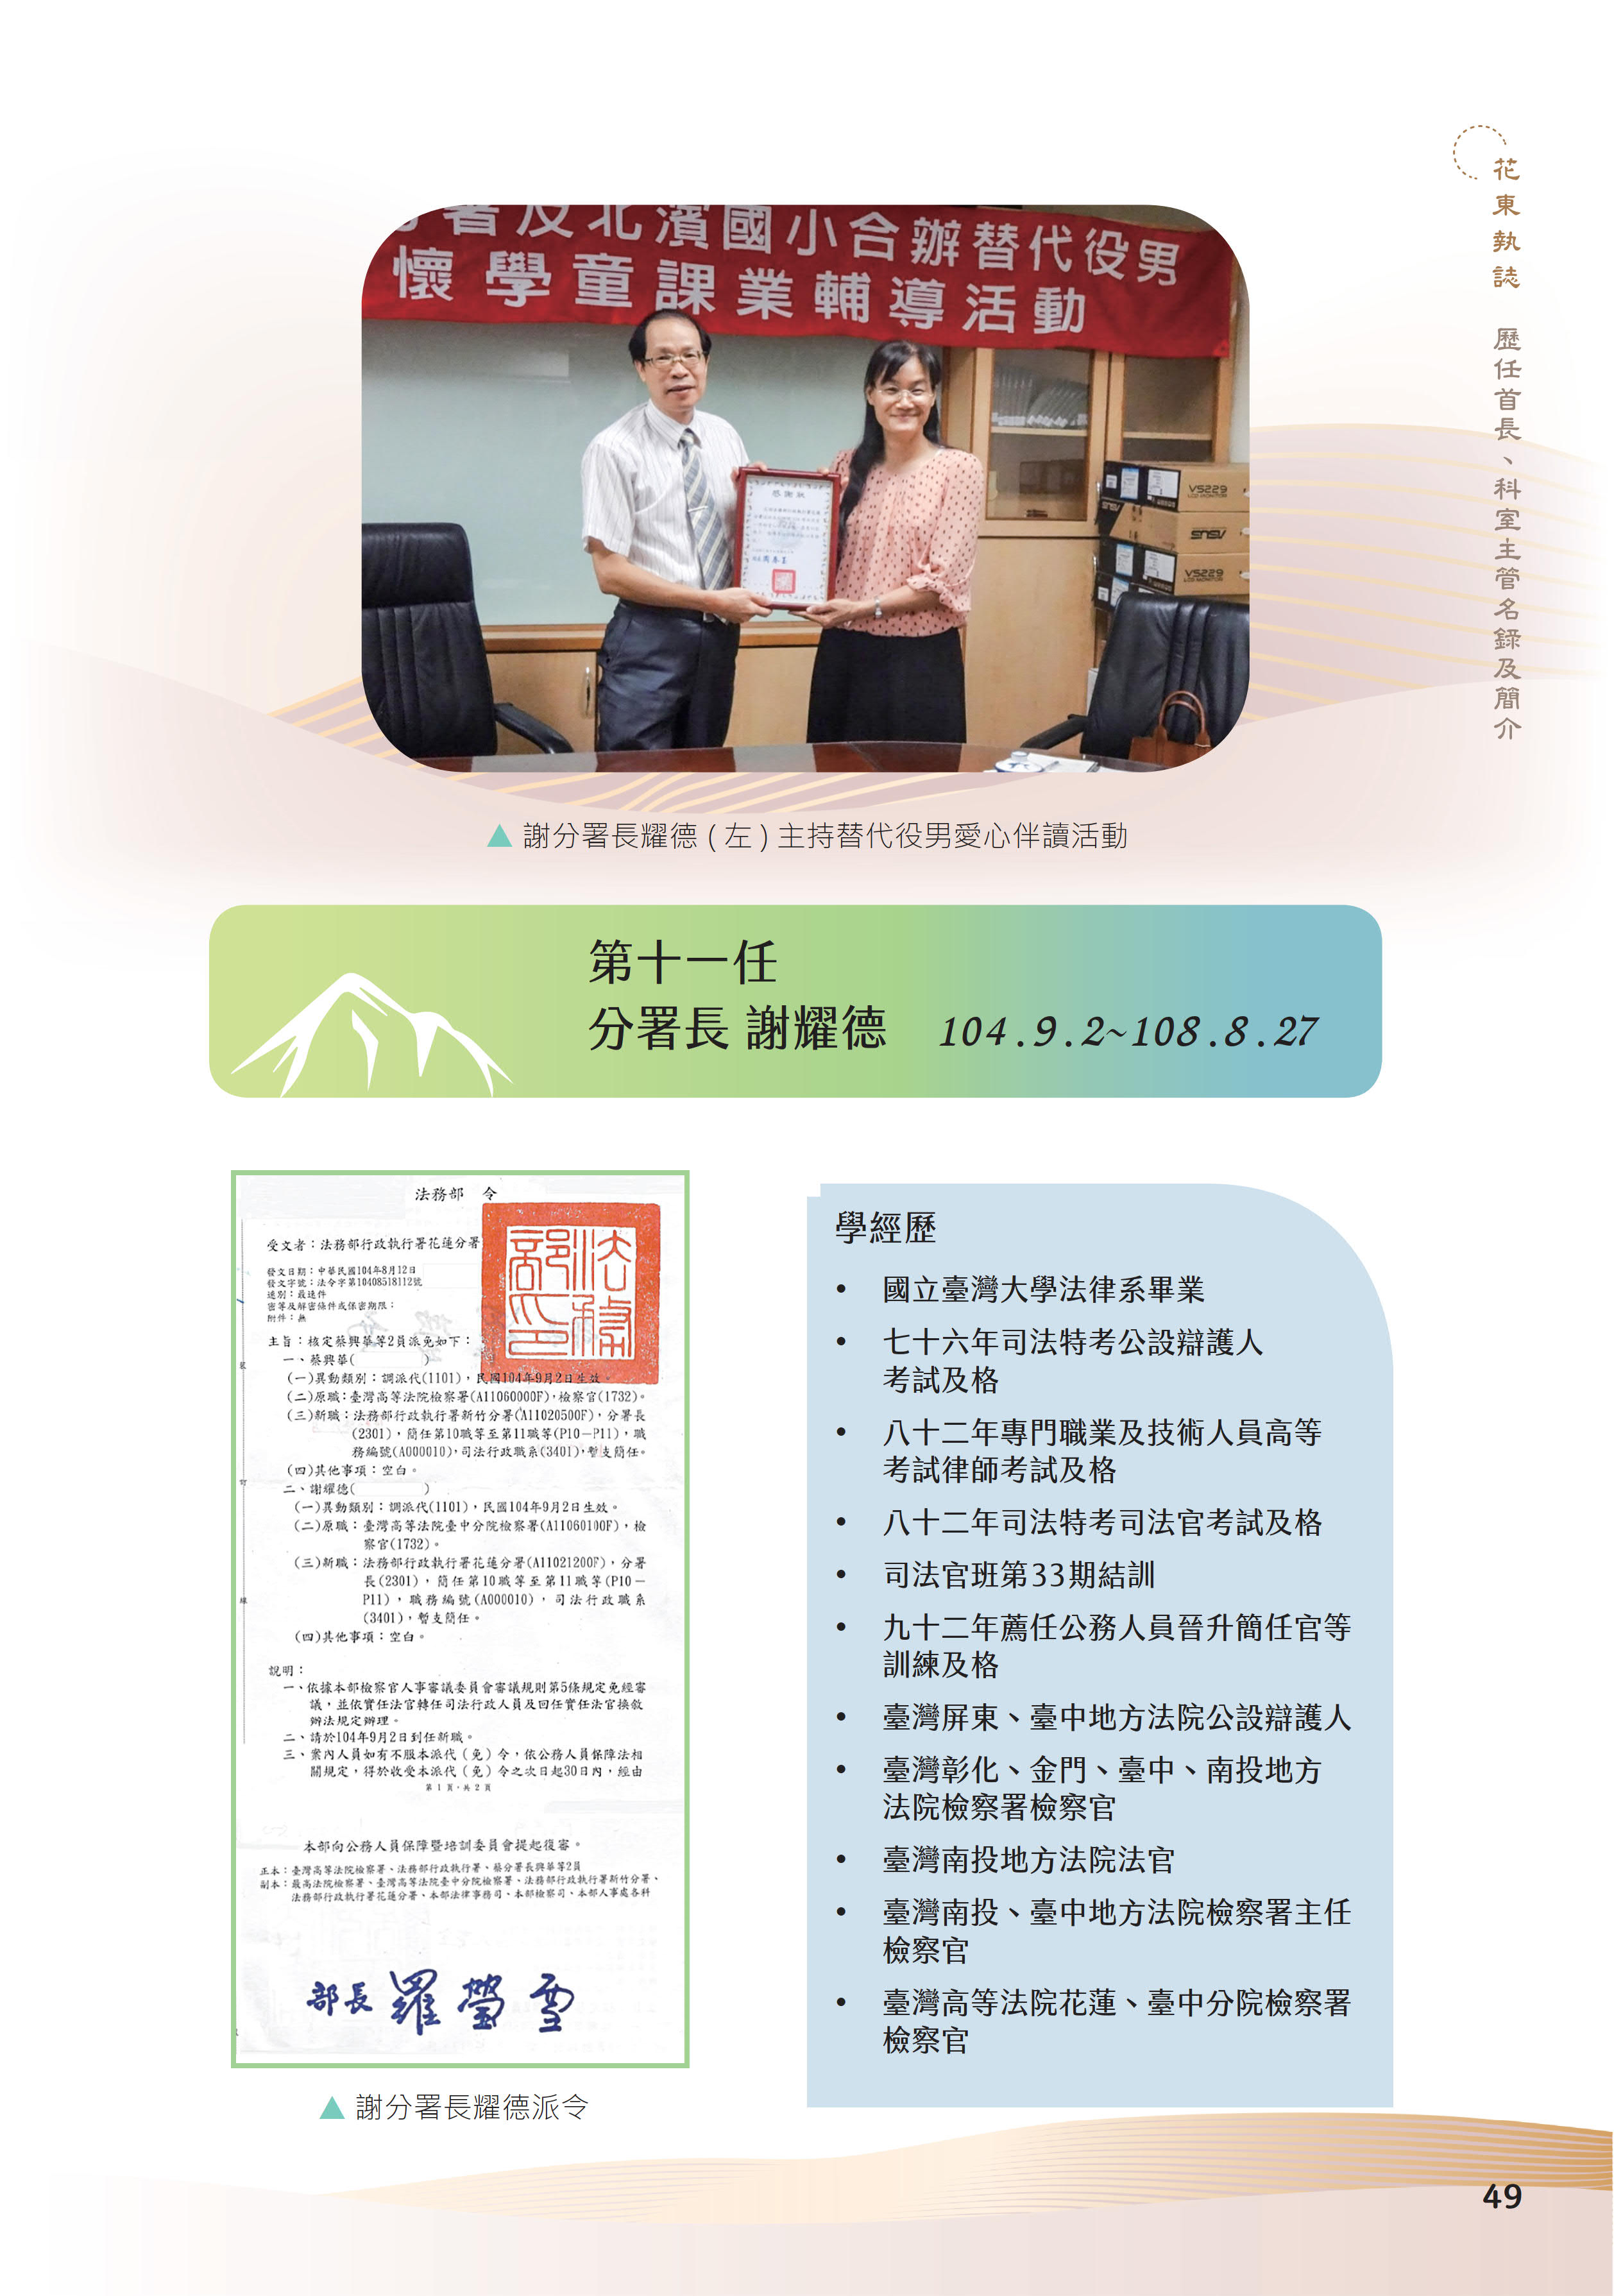 花東執誌 歷任首長、科室主管名錄及簡介
署及北濱國小合辦替代役男
懷學童課業輔導活動
感謝狀
VS229
LCD MONITOR
ASUS
ASUS
VS229
LCD MONITOR
▲ 謝分署長耀德(左)主持替代役男愛心伴讀活動
第十一任
分署長 謝耀德 104.9.2~108.8.27
法務部 令
法務部印
受文者：法務部行政執行署花蓮分署
發文日期：中華民國104年8月12日
發文字號：法令字第10408518112號
速別：最速件
密等及解密條件或保密期限：
附件：無
主旨：核定蔡興華等2員派免如下：
一、蔡興華( )
(一)異動類別：調派代(1101)，民國104年9月2日生效。
(二)原職：臺灣高等法院檢察署(A11060000F)，檢察官(1732)。
(三)新職：法務部行政執行署新竹分署(A11020500F)，分署長
(2301)，簡任第10職等至第11職等(P10－P11)，職
務編號(A000010)，司法行政職系(3401)，暫支簡任。
(四)其他事項：空白。
二、謝耀德( )
(一)異動類別：調派代(1101)，民國104年9月2日生效。
(二)原職：臺灣高等法院臺中分院檢察署(A11060100F)，檢
察官(1732)。
(三)新職：法務部行政執行署花蓮分署(A11021200F)，分署
長(2301)，簡任第10職等至第11職等(P10－
P11)，職務編號(A000010)，司法行政職系
(3401)，暫支簡任。
(四)其他事項：空白。
說明：
一、依據本部檢察官人事審議委員會審議規則第5條規定免經審
議，並依實任法官轉任司法行政人員及回任實任法官換敘
辦法規定辦理。
二、請於104年9月2日到任新職。
三、案內人員如有不服本派代（免）令，依公務人員保障法相
關規定，得於收受本派代（免）令之次日起30日內，經由
第 1 頁，共 2 頁
本部向公務人員保障暨培訓委員會提起復審。
正本：臺灣高等法院檢察署、法務部行政執行署、蔡分署長興華等2員
副本：最高法院檢察署、臺灣高等法院臺中分院檢察署、法務部行政執行署新竹分署、
法務部行政執行署花蓮分署、本部法律事務司、本部檢察司、本部人事處各科
裝
訂
線
部長 羅瑩雪
▲ 謝分署長耀德派令
學經歷
• 國立臺灣大學法律系畢業
• 七十六年司法特考公設辯護人
考試及格
• 八十二年專門職業及技術人員高等
考試律師考試及格
• 八十二年司法特考司法官考試及格
• 司法官班第33期結訓
• 九十二年薦任公務人員晉升簡任官等
訓練及格
• 臺灣屏東、臺中地方法院公設辯護人
• 臺灣彰化、金門、臺中、南投地方
法院檢察署檢察官
• 臺灣南投地方法院法官
• 臺灣南投、臺中地方法院檢察署主任
檢察官
• 臺灣高等法院花蓮、臺中分院檢察署
檢察官
49